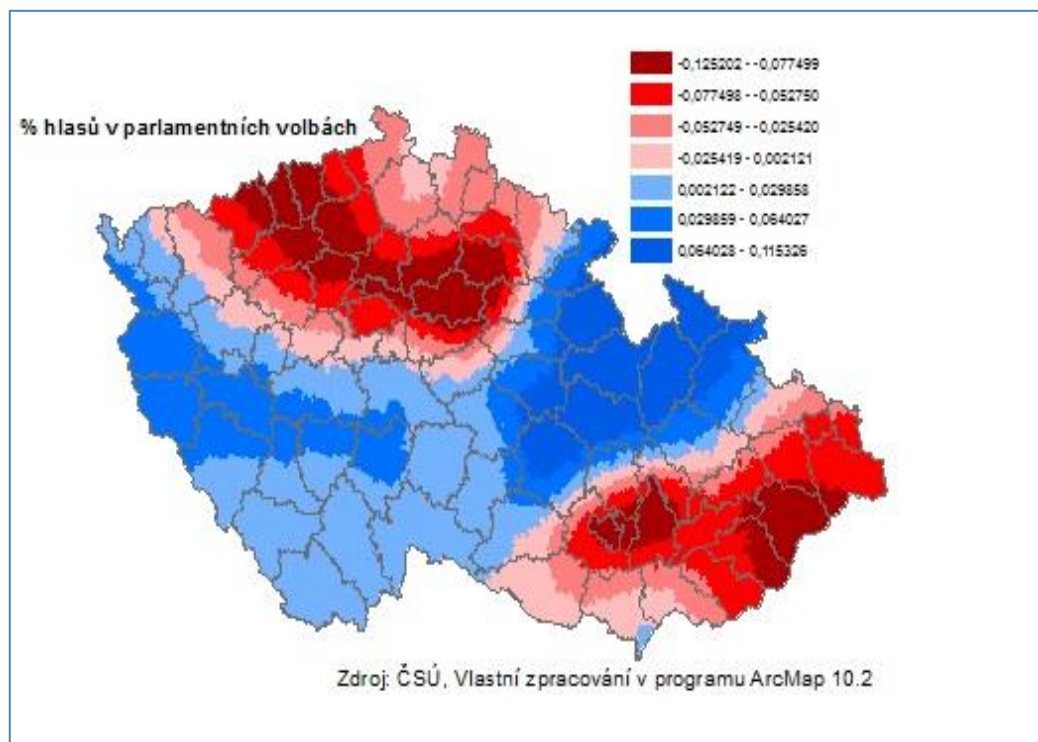 -0,125202 - -0,077499
-0,077498 - -0,052750
-0,052749 - -0,025420
-0,025419 - 0,002121
0,002122 - 0,029858
0,029859 - 0,064027
0,064028 - 0,115326
% hlasů v parlamentních volbách
Zdroj: ČSÚ, Vlastní zpracování v programu ArcMap 10.2